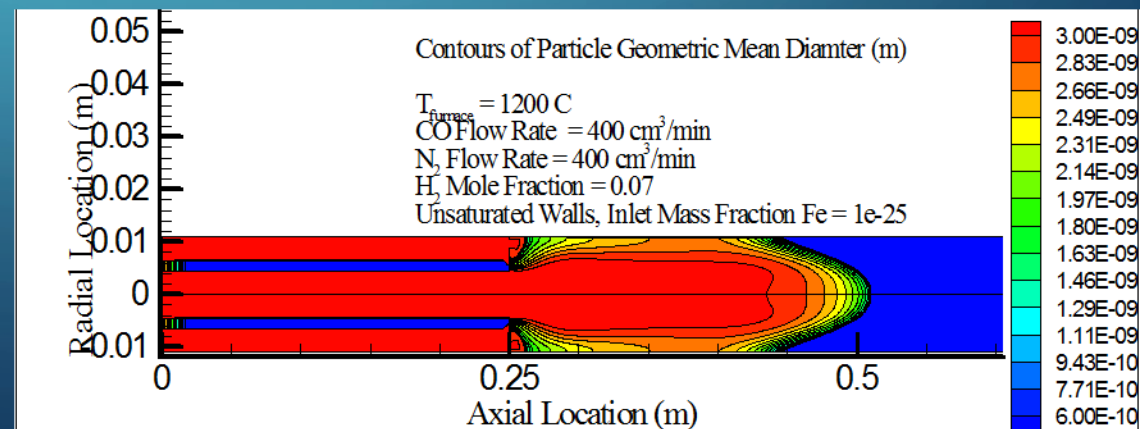 Contours of Particle Geometric Mean Diamter (m)
T_furnace = 1200 C
CO Flow Rate = 400 cm³/min
N₂ Flow Rate = 400 cm³/min
H₂ Mole Fraction = 0.07
Unsaturated Walls, Inlet Mass Fraction Fe = 1e-25
Radial Location (m)
0.05
0.04
0.03
0.02
0.01
0
0.01
0
0.25
0.5
Axial Location (m)
3.00E-09
2.83E-09
2.66E-09
2.49E-09
2.31E-09
2.14E-09
1.97E-09
1.80E-09
1.63E-09
1.46E-09
1.29E-09
1.11E-09
9.43E-10
7.71E-10
6.00E-10